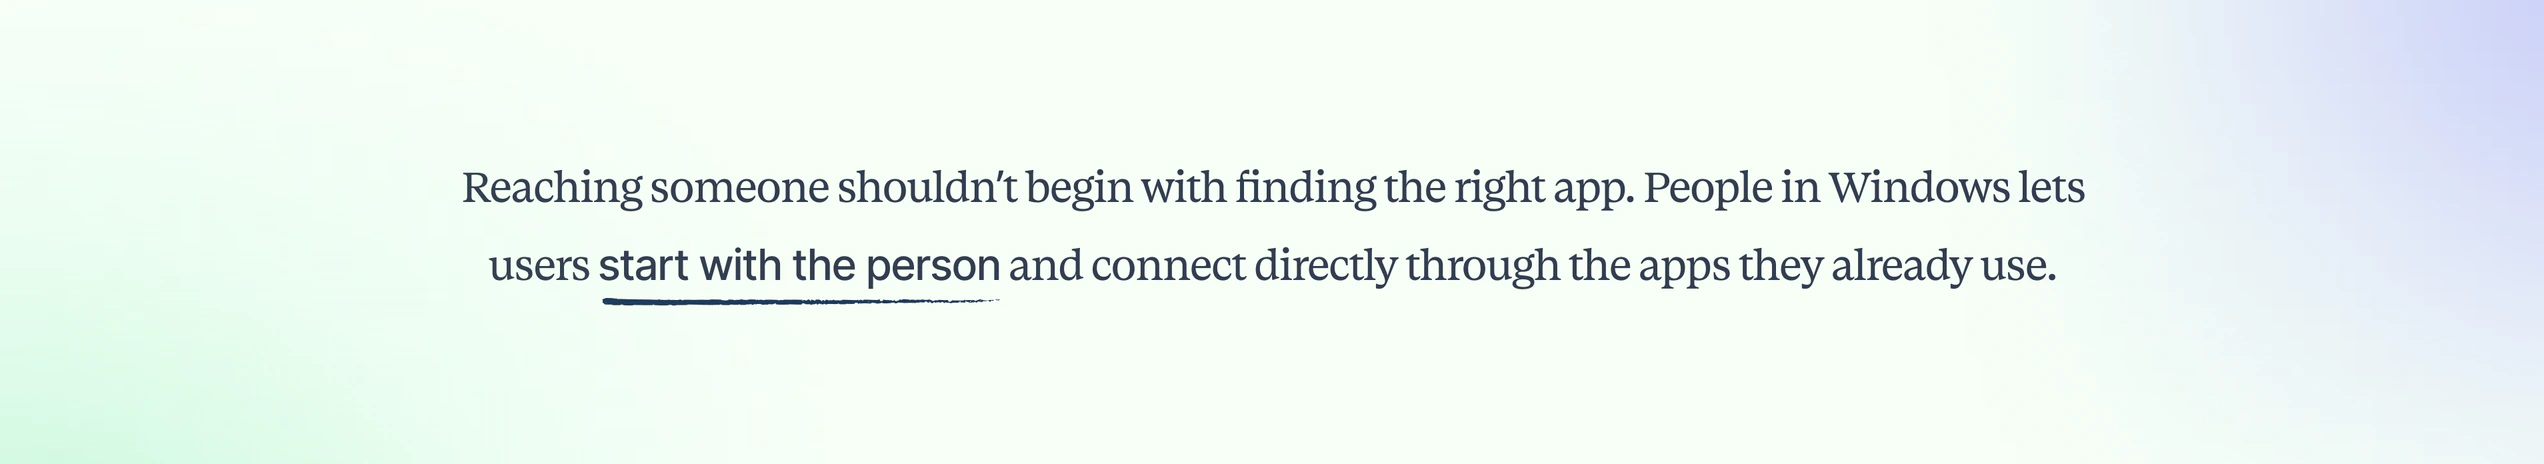 Reaching someone shouldn’t begin with finding the right app. People in Windows lets
users start with the person and connect directly through the apps they already use.